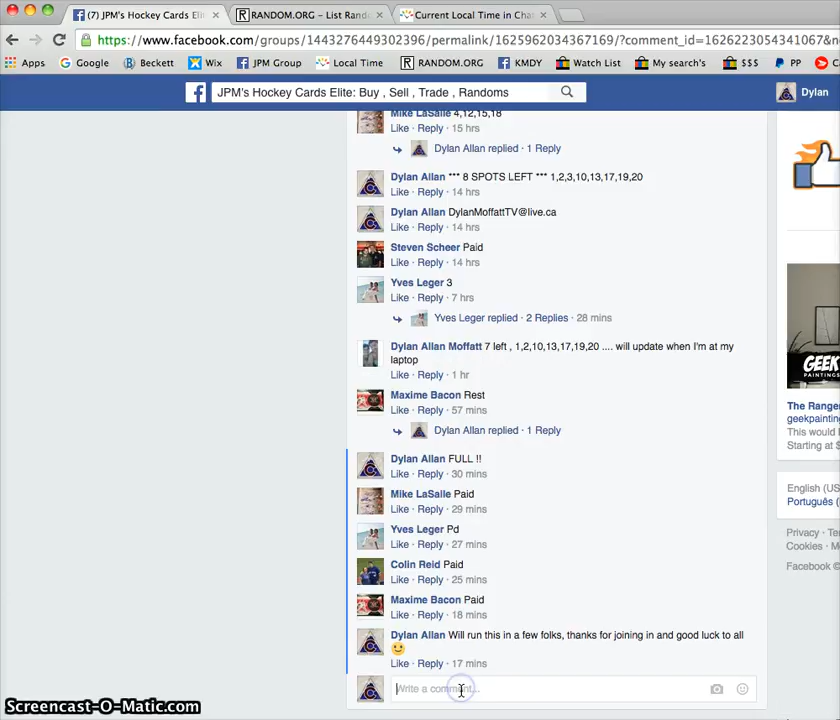 (7) JPM's Hockey Cards Elit
RANDOM.ORG – List Rand
Current Local Time in Cha
https://www.facebook.com/groups/1443276449302396/permalink/1625962034367169/?comment_id=1626223054341067&n
Apps Google Beckett Wix JPM Group Local Time RANDOM.ORG KMDY Watch List My search's $$$ PP Ca
JPM's Hockey Cards Elite: Buy , Sell , Trade , Randoms
Dylan
Mike LaSalle 4,12,15,18
Like · Reply · 15 hrs
Dylan Allan replied · 1 Reply
Dylan Allan *** 8 SPOTS LEFT *** 1,2,3,10,13,17,19,20
Like · Reply · 14 hrs
Dylan Allan DylanMoffattTV@live.ca
Like · Reply · 14 hrs
Steven Scheer Paid
Like · Reply · 14 hrs
Yves Leger 3
Like · Reply · 7 hrs
Yves Leger replied · 2 Replies · 28 mins
Dylan Allan Moffatt 7 left , 1,2,10,13,17,19,20 .... will update when I'm at my
laptop
Like · Reply · 1 hr
Maxime Bacon Rest
Like · Reply · 57 mins
Dylan Allan replied · 1 Reply
Dylan Allan FULL !!
Like · Reply · 30 mins
Mike LaSalle Paid
Like · Reply · 29 mins
Yves Leger Pd
Like · Reply · 27 mins
Colin Reid Paid
Like · Reply · 25 mins
Maxime Bacon Paid
Like · Reply · 18 mins
Dylan Allan Will run this in a few folks, thanks for joining in and good luck to all
Like · Reply · 17 mins
Write a comment...
GEEK
PAINTINGS
The Ranger
geekpainting
This would
Starting at $
English (US
Português (
Privacy · Te
Cookies · M
Facebook ©
Screencast-O-Matic.com